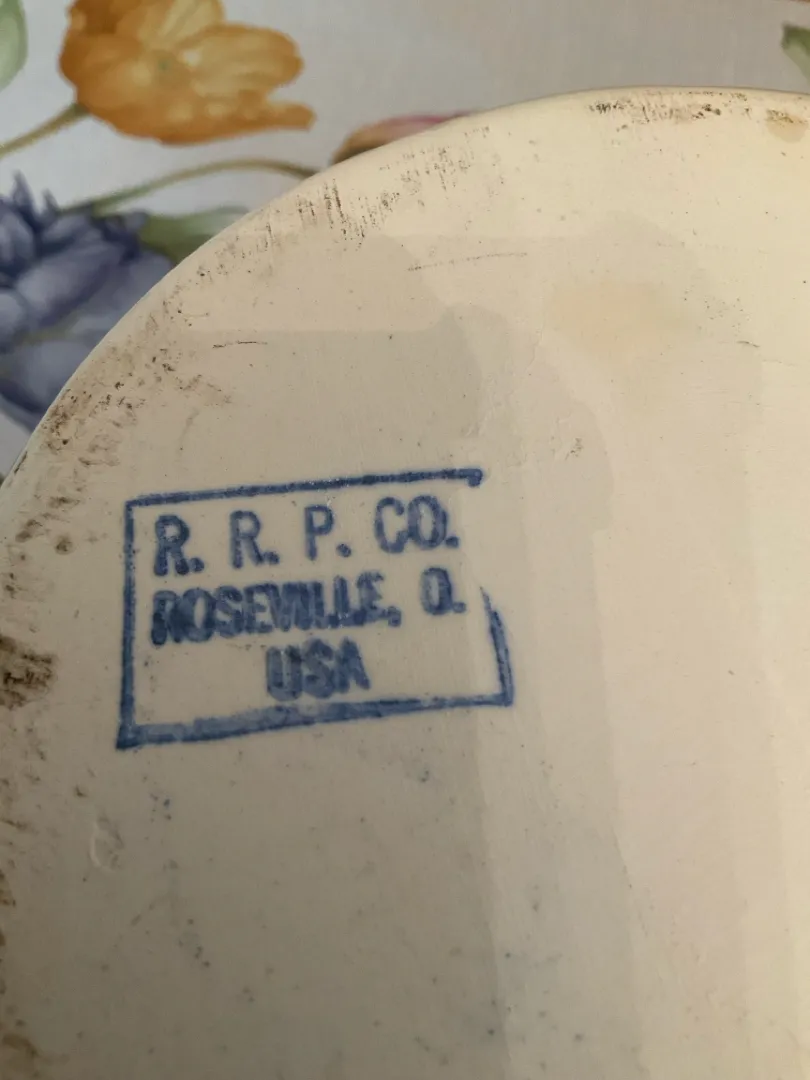 R. R. P. CO.
ROSEVILLE, O.
USA